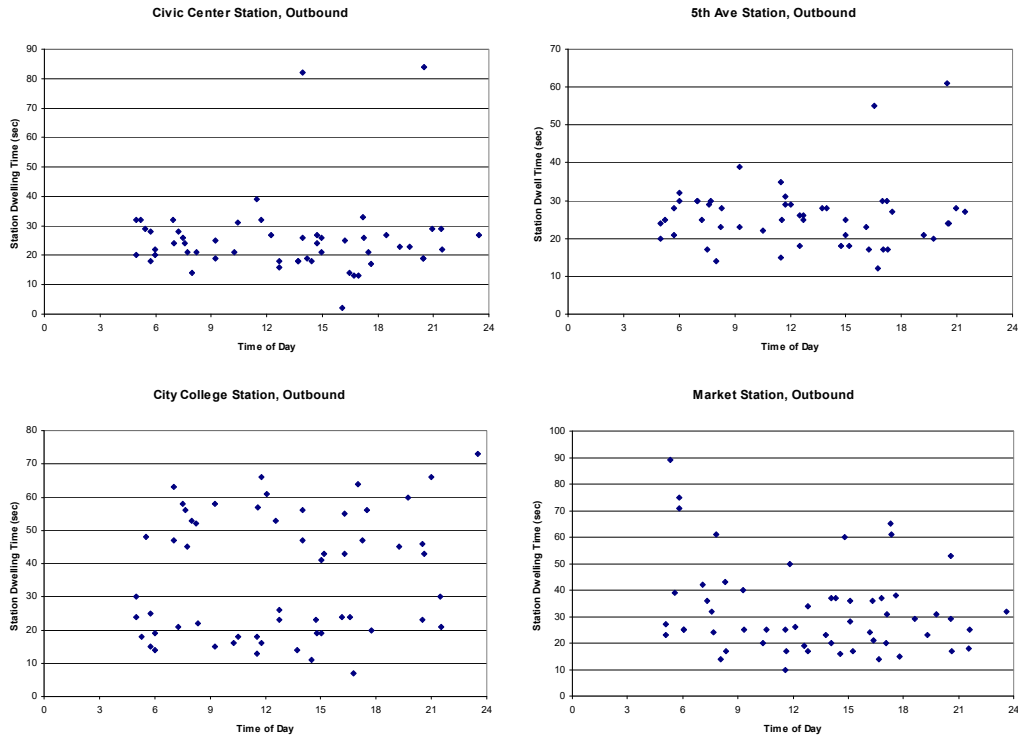 Civic Center Station, Outbound
Station Dwelling Time (sec)
90
80
70
60
50
40
30
20
10
0
0 3 6 9 12 15 18 21 24
Time of Day
5th Ave Station, Outbound
Station Dwell Time (sec)
70
60
50
40
30
20
10
0
0 3 6 9 12 15 18 21 24
Time of Day
City College Station, Outbound
Station Dwelling Time (sec)
80
70
60
50
40
30
20
10
0
0 3 6 9 12 15 18 21 24
Time of Day
Market Station, Outbound
Station Dwelling Time (sec)
100
90
80
70
60
50
40
30
20
10
0
0 3 6 9 12 15 18 21 24
Time of Day